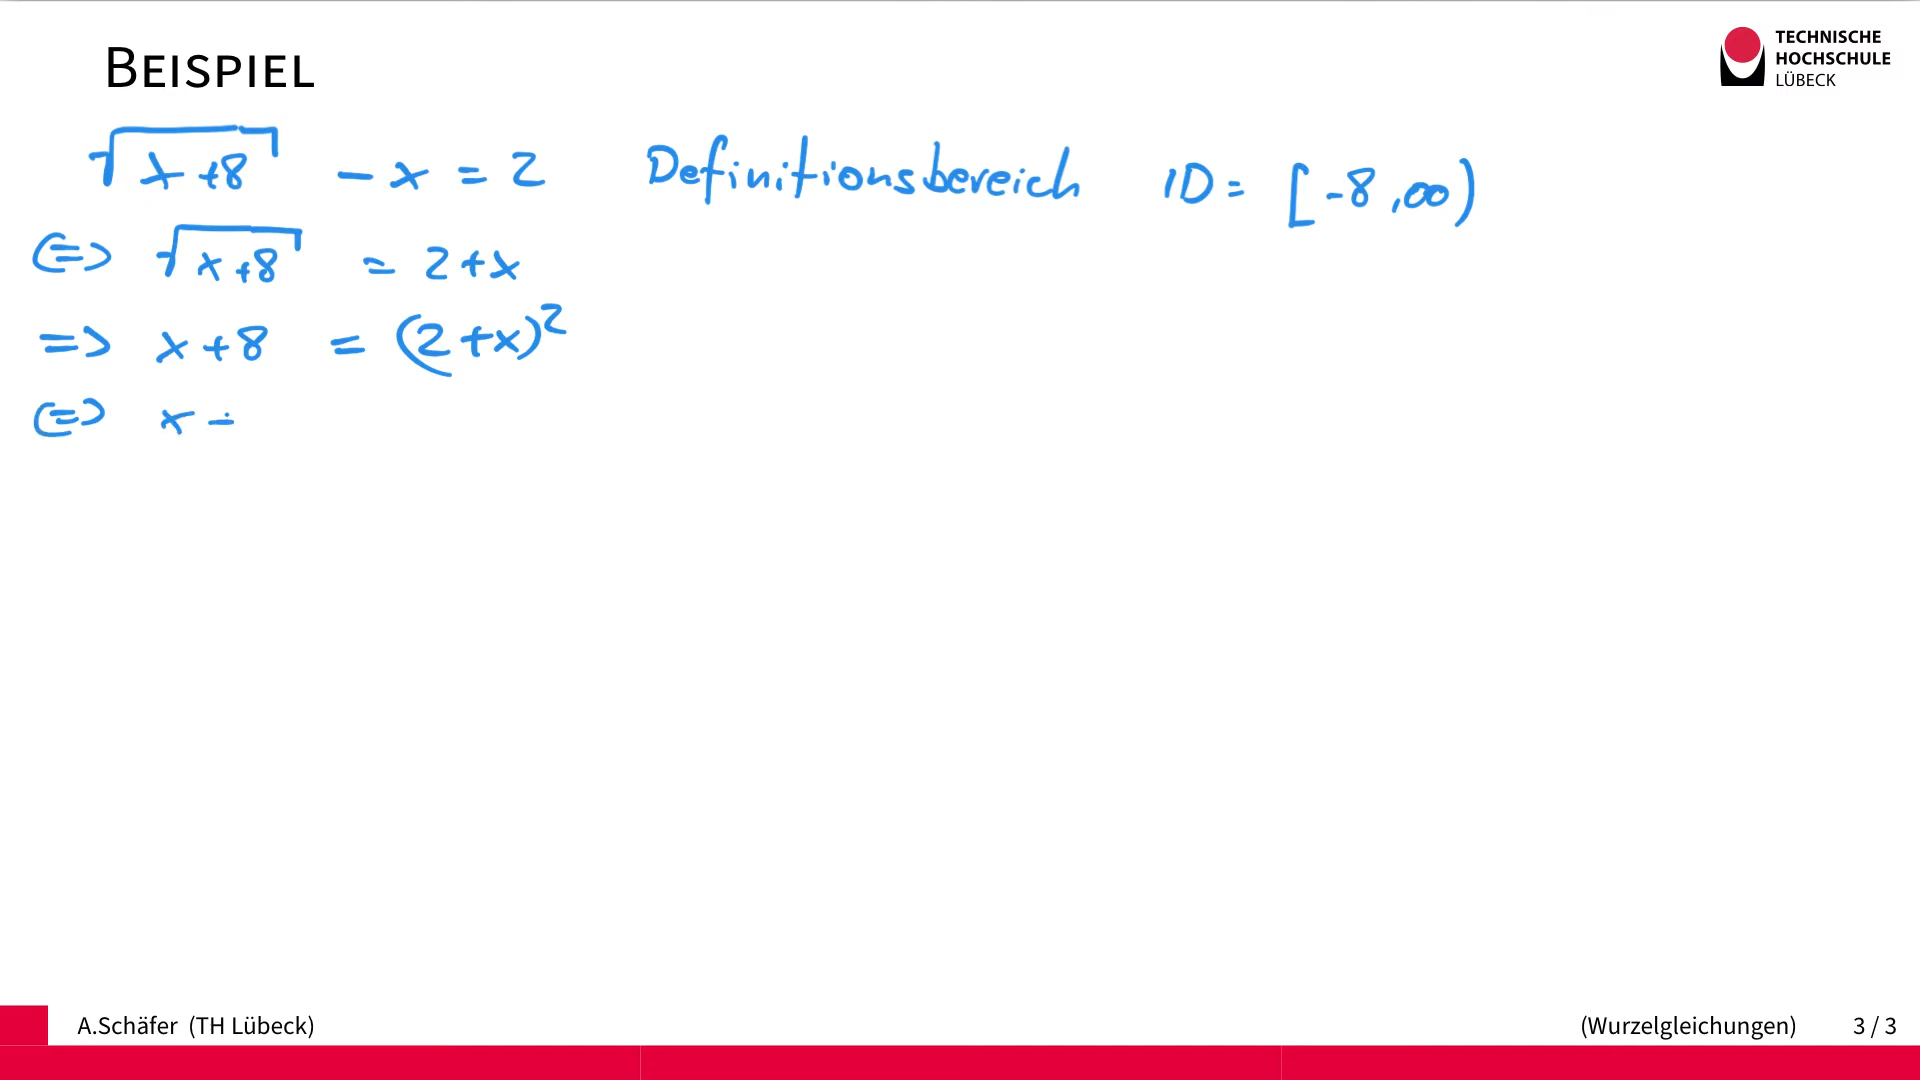 BEISPIEL
TECHNISCHE
HOCHSCHULE
LÜBECK
√(x+8) - x = 2 Definitionsbereich ID = [-8,∞)
<=> √(x+8) = 2+x
=> x+8 = (2+x)²
<=> x -
A.Schäfer (TH Lübeck) (Wurzelgleichungen) 3 / 3